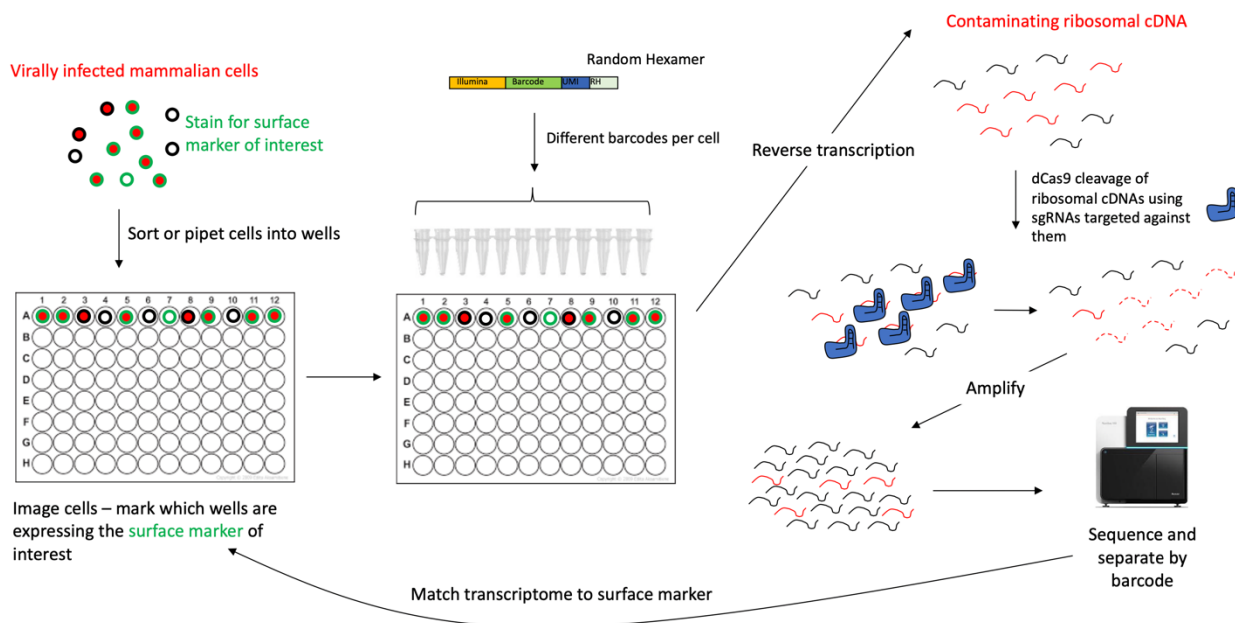 Virally infected mammalian cells
Stain for surface
marker of interest
Sort or pipet cells into wells
1 2 3 4 5 6 7 8 9 10 11 12
A
B
C
D
E
F
G
H
Image cells – mark which wells are
expressing the surface marker of
interest
Random Hexamer
Illumina Barcode UMI RH
Different barcodes per cell
1 2 3 4 5 6 7 8 9 10 11 12
A
B
C
D
E
F
G
H
Reverse transcription
Contaminating ribosomal cDNA
dCas9 cleavage of
ribosomal cDNAs using
sgRNAs targeted against
them
Amplify
Sequence and
separate by
barcode
Match transcriptome to surface marker